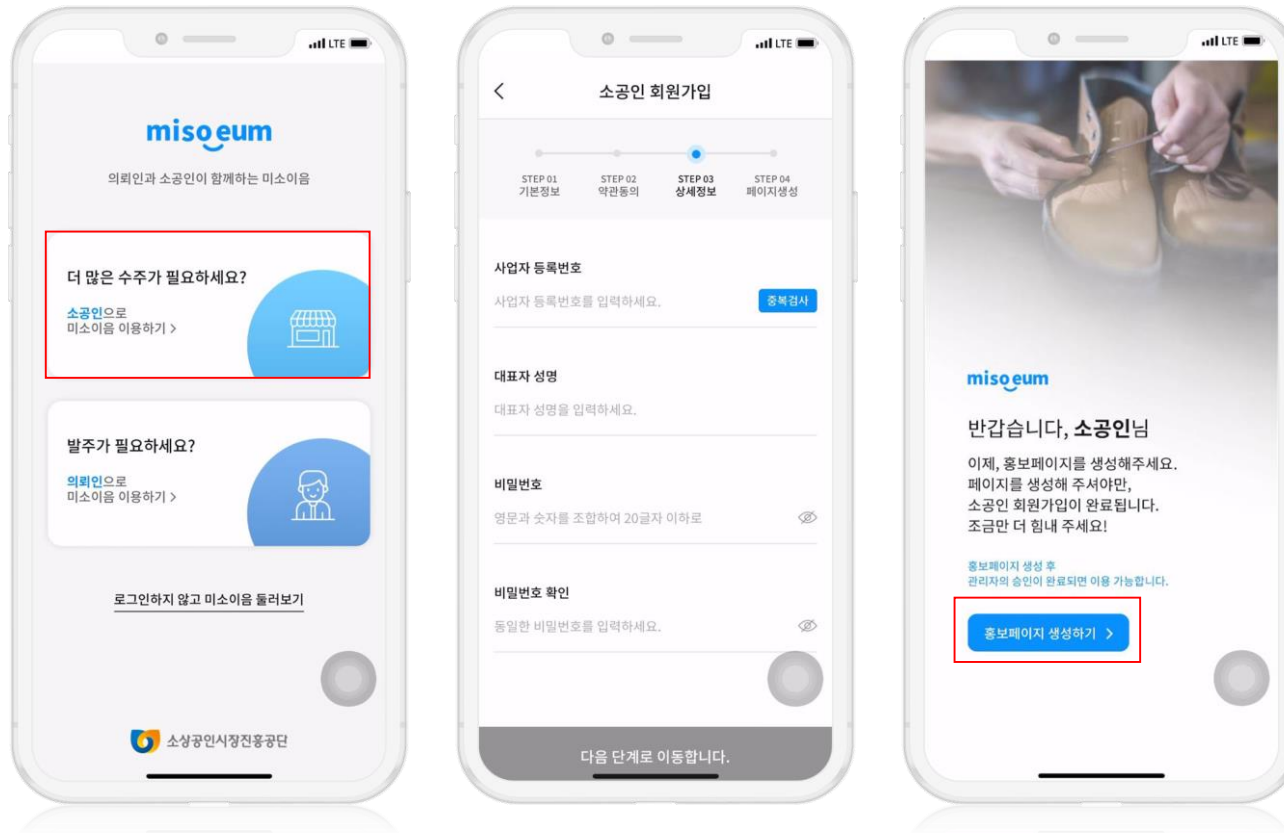 LTE
misoeum
의뢰인과 소공인이 함께하는 미소이음
더 많은 수주가 필요하세요?
소공인으로
미소이음 이용하기 >
발주가 필요하세요?
의뢰인으로
미소이음 이용하기 >
로그인하지 않고 미소이음 둘러보기
소상공인시장진흥공단
LTE
소공인 회원가입
STEP 01 STEP 02 STEP 03 STEP 04
기본정보 약관동의 상세정보 페이지생성
사업자 등록번호
사업자 등록번호를 입력하세요. 중복검사
대표자 성명
대표자 성명을 입력하세요.
비밀번호
영문과 숫자를 조합하여 20글자 이하로
비밀번호 확인
동일한 비밀번호를 입력하세요.
다음 단계로 이동합니다.
LTE
misoeum
반갑습니다, 소공인님
이제, 홍보페이지를 생성해주세요.
페이지를 생성해 주셔야만,
소공인 회원가입이 완료됩니다.
조금만 더 힘내 주세요!
홍보페이지 생성 후
관리자의 승인이 완료되면 이용 가능합니다.
홍보페이지 생성하기 >